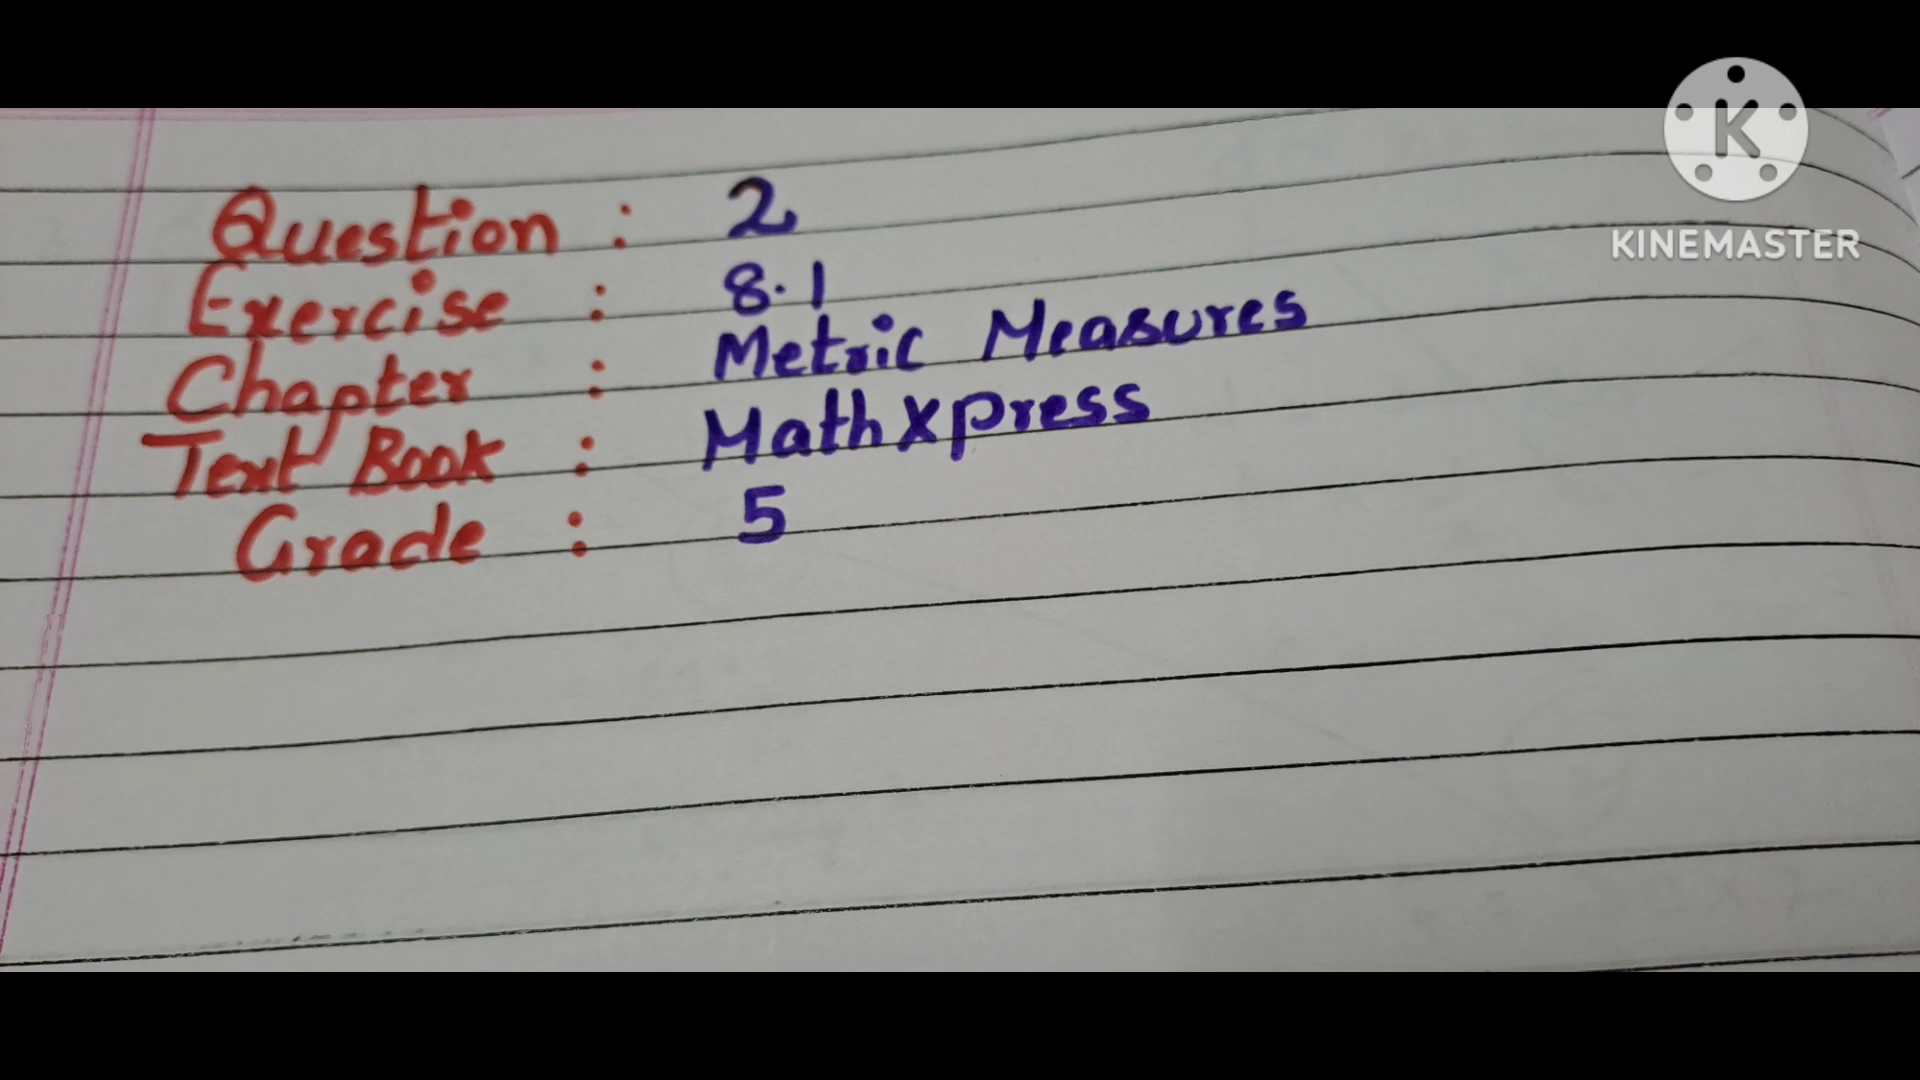 Question : 2
Exercise : 8.1
Chapter : Metric Measures
Text Book : MathXpress
Grade : 5
K
KINEMASTER